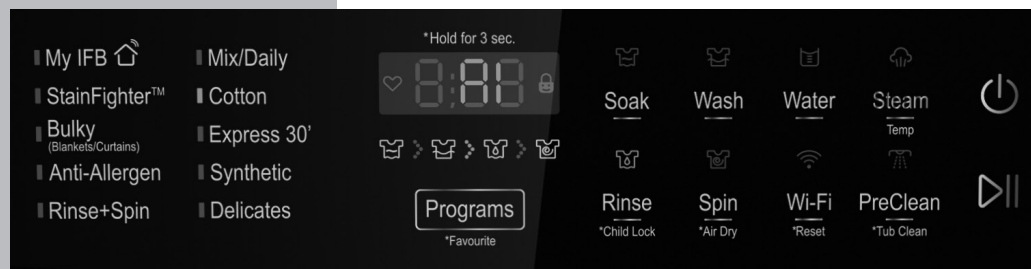 My IFB
StainFighter™
Bulky
(Blankets/Curtains)
Anti-Allergen
Rinse+Spin
Mix/Daily
Cotton
Express 30’
Synthetic
Delicates
*Hold for 3 sec.
AI
Programs
*Favourite
Soak
Wash
Water
Steam
Temp
Rinse
*Child Lock
Spin
*Air Dry
Wi-Fi
*Reset
PreClean
*Tub Clean